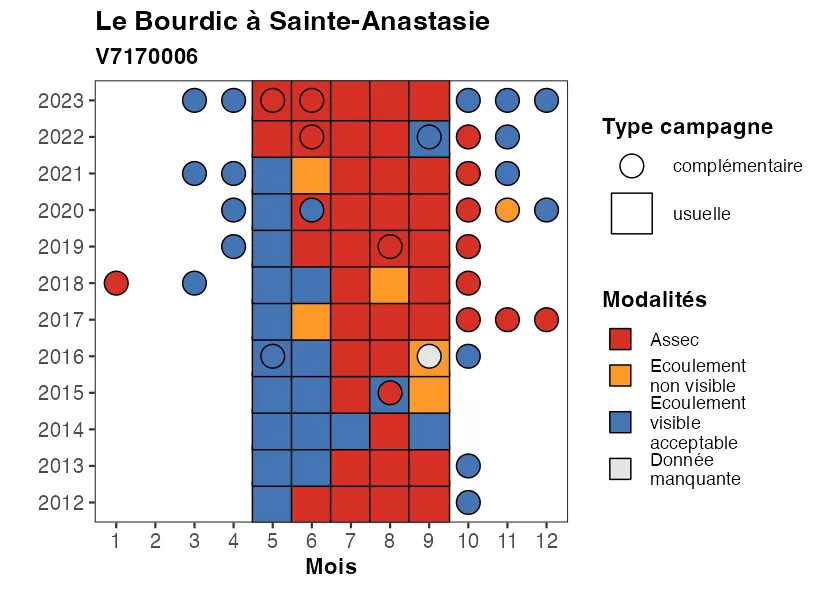 Le Bourdic à Sainte-Anastasie
V7170006
2023
2022
2021
2020
2019
2018
2017
2016
2015
2014
2013
2012
1 2 3 4 5 6 7 8 9 10 11 12
Mois
Type campagne
complémentaire
usuelle
Modalités
Assec
Ecoulement
non visible
Ecoulement
visible
acceptable
Donnée
manquante